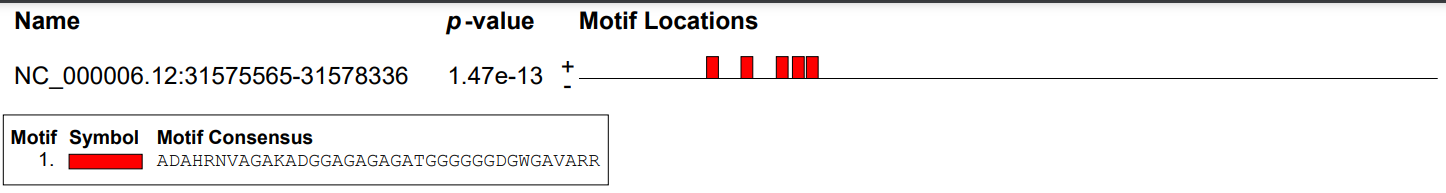 Name p-value Motif Locations
+
NC_000006.12:31575565-31578336 1.47e-13
-
Motif Symbol Motif Consensus
1. ADAHRNVAGAKADGGAGAGAGATGGGGGGDGWGAVARR